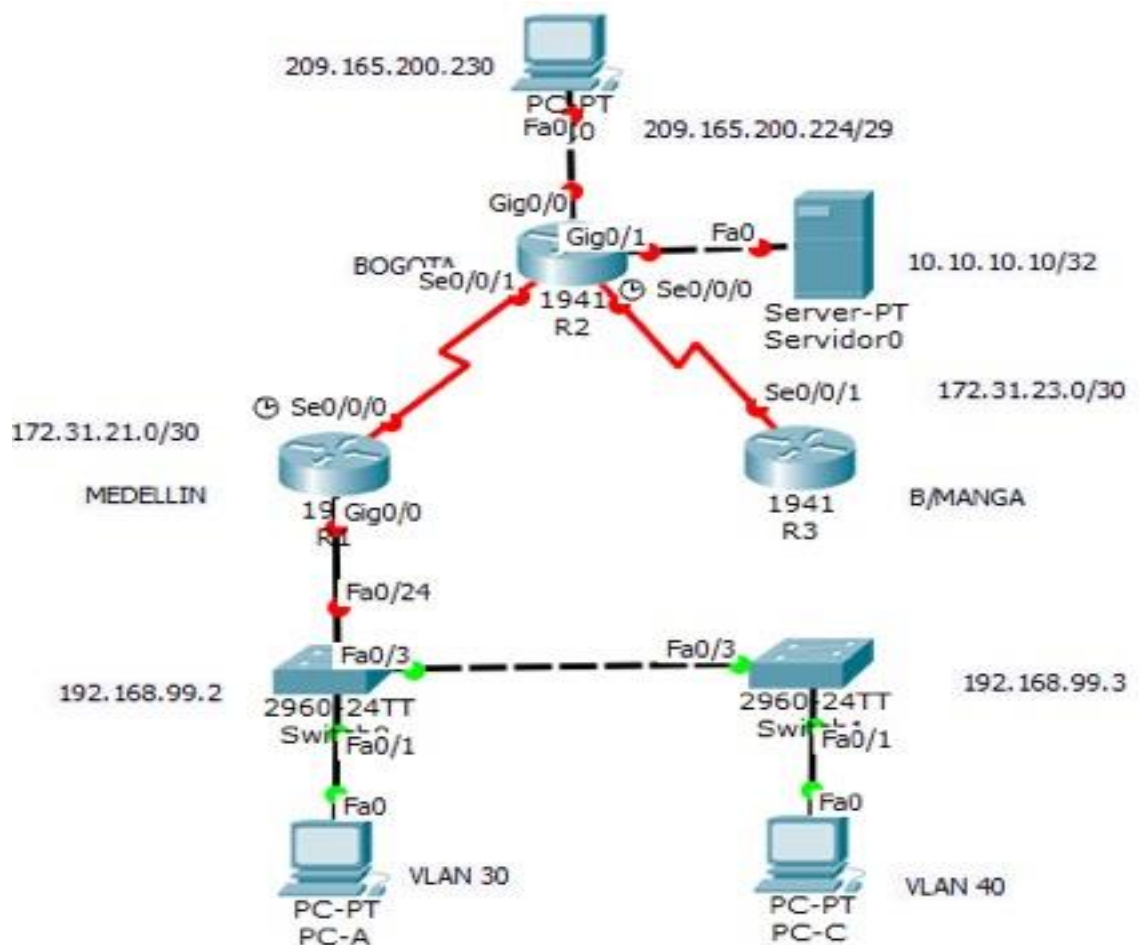 209.165.200.230
PC-PT
Fa0
209.165.200.224/29
Gig0/0
Gig0/1
Fa0
BOGOTA
Se0/0/1
Se0/0/0
1941
R2
10.10.10.10/32
Server-PT
Servidor0
172.31.23.0/30
Se0/0/1
Se0/0/0
172.31.21.0/30
MEDELLIN
Gig0/0
R1
1941
R3
B/MANGA
Fa0/24
Fa0/3
Fa0/3
192.168.99.2
192.168.99.3
2960-24TT
2960-24TT
Fa0/1
Fa0/1
Fa0
Fa0
VLAN 30
VLAN 40
PC-PT
PC-A
PC-PT
PC-C